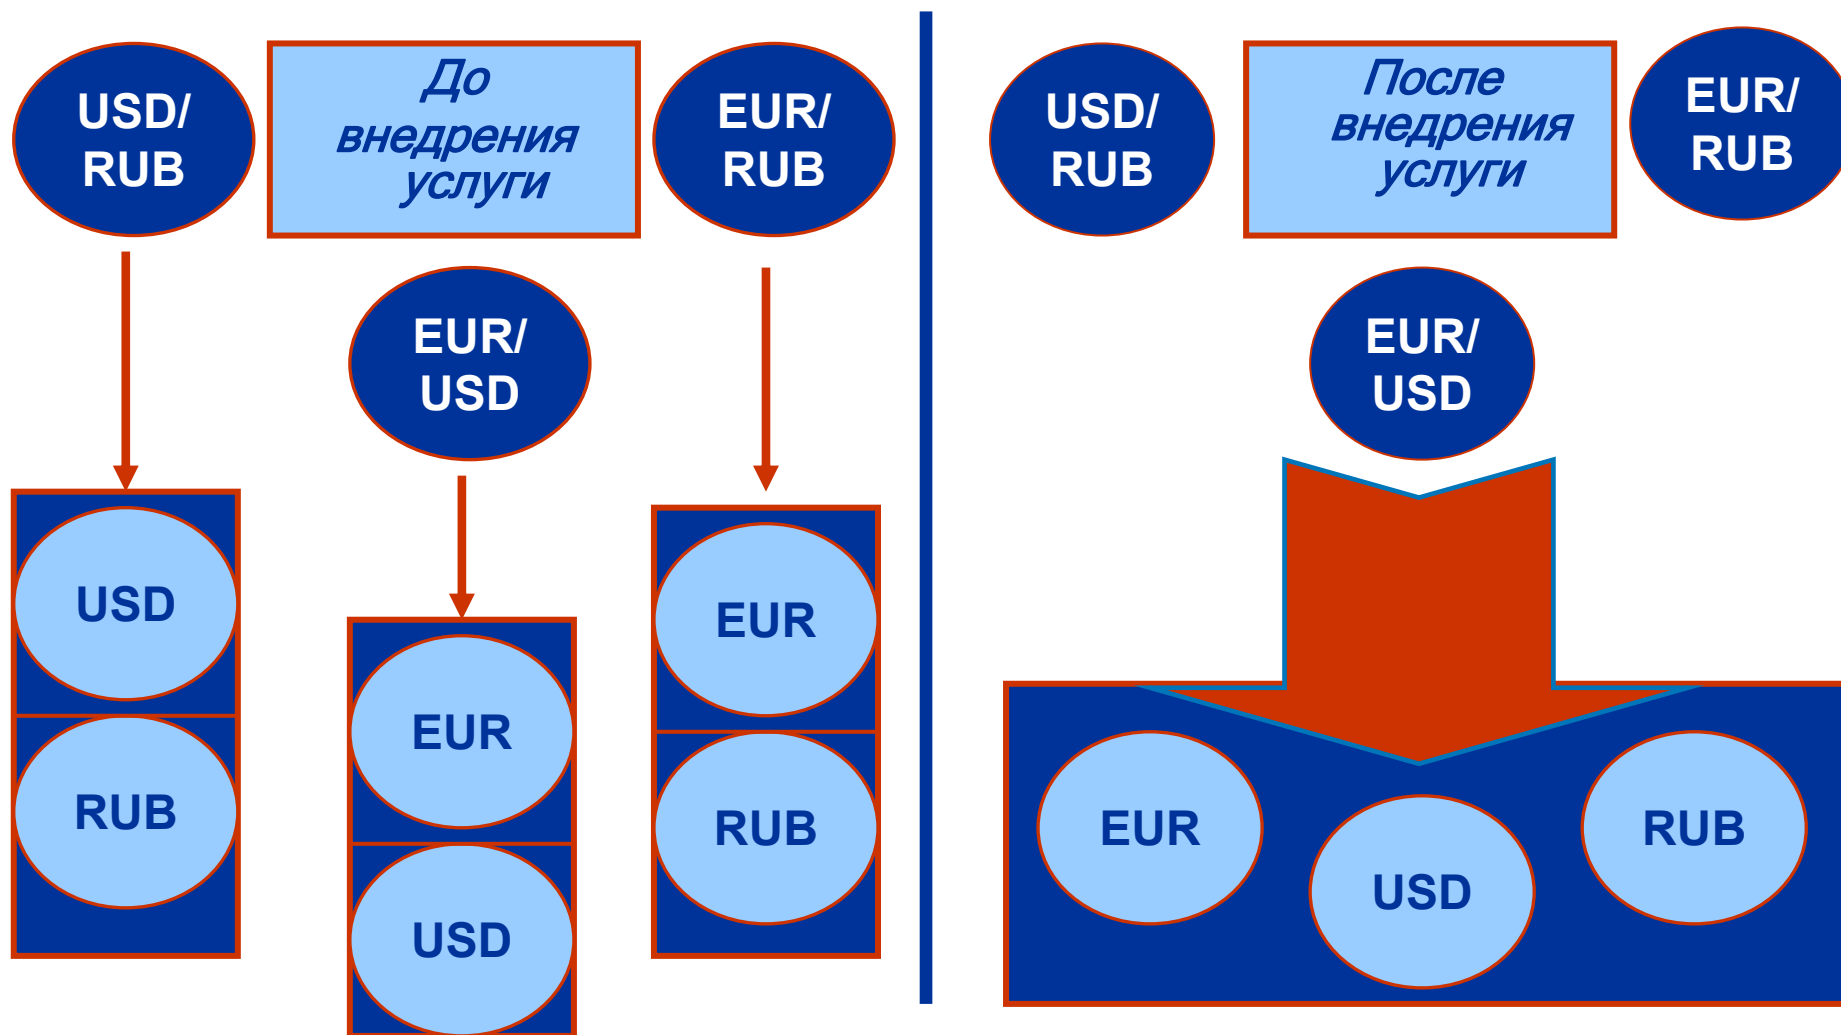 USD/
RUB
До
внедрения
услуги
EUR/
RUB
EUR/
USD
USD
RUB
EUR
USD
EUR
RUB
USD/
RUB
После
внедрения
услуги
EUR/
RUB
EUR/
USD
EUR
USD
RUB